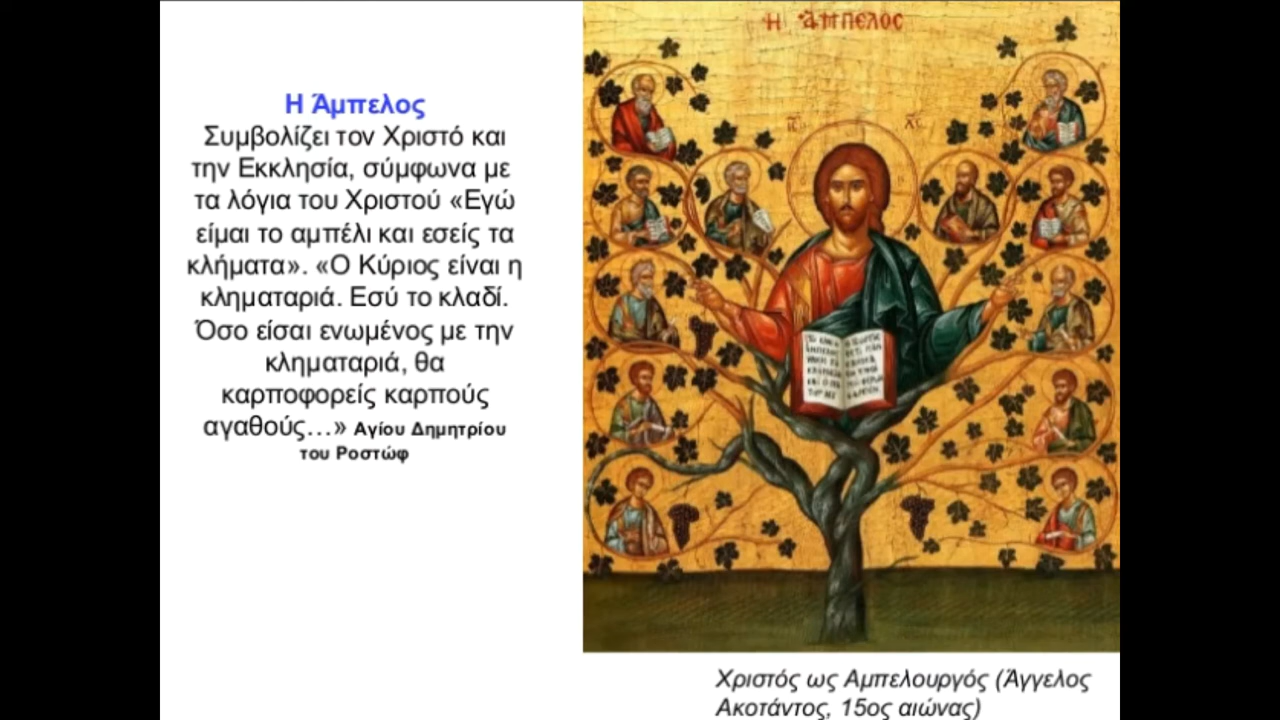 Η Άμπελος
Συμβολίζει τον Χριστό και
την Εκκλησία, σύμφωνα με
τα λόγια του Χριστού «Εγώ
είμαι το αμπέλι και εσείς τα
κλήματα». «Ο Κύριος είναι η
κληματαριά. Εσύ το κλαδί.
Όσο είσαι ενωμένος με την
κληματαριά, θα
καρποφορείς καρπούς
αγαθούς…» Αγίου Δημητρίου
του Ροστώφ
Η ἌΜΠΕΛΟC
Χριστός ως Αμπελουργός (Άγγελος
Ακοτάντος, 15ος αιώνας)